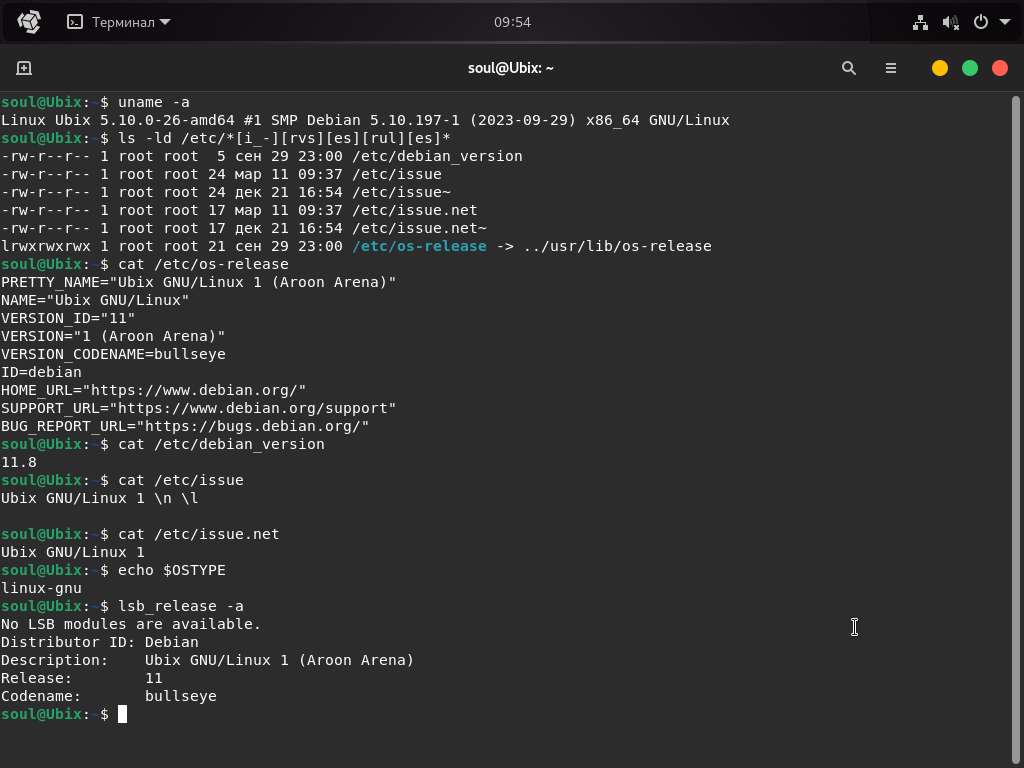 Терминал
09:54
soul@Ubix: ~
soul@Ubix:~$ uname -a
Linux Ubix 5.10.0-26-amd64 #1 SMP Debian 5.10.197-1 (2023-09-29) x86_64 GNU/Linux
soul@Ubix:~$ ls -ld /etc/*[i_-][rvs][es][rul][es]*
-rw-r--r-- 1 root root  5 сен 29 23:00 /etc/debian_version
-rw-r--r-- 1 root root 24 мар 11 09:37 /etc/issue
-rw-r--r-- 1 root root 24 дек 21 16:54 /etc/issue~
-rw-r--r-- 1 root root 17 мар 11 09:37 /etc/issue.net
-rw-r--r-- 1 root root 17 дек 21 16:54 /etc/issue.net~
lrwxrwxrwx 1 root root 21 сен 29 23:00 /etc/os-release -> ../usr/lib/os-release
soul@Ubix:~$ cat /etc/os-release
PRETTY_NAME="Ubix GNU/Linux 1 (Aroon Arena)"
NAME="Ubix GNU/Linux"
VERSION_ID="11"
VERSION="1 (Aroon Arena)"
VERSION_CODENAME=bullseye
ID=debian
HOME_URL="https://www.debian.org/"
SUPPORT_URL="https://www.debian.org/support"
BUG_REPORT_URL="https://bugs.debian.org/"
soul@Ubix:~$ cat /etc/debian_version
11.8
soul@Ubix:~$ cat /etc/issue
Ubix GNU/Linux 1 \n \l
soul@Ubix:~$ cat /etc/issue.net
Ubix GNU/Linux 1
soul@Ubix:~$ echo $OSTYPE
linux-gnu
soul@Ubix:~$ lsb_release -a
No LSB modules are available.
Distributor ID: Debian
Description:    Ubix GNU/Linux 1 (Aroon Arena)
Release:        11
Codename:       bullseye
soul@Ubix:~$